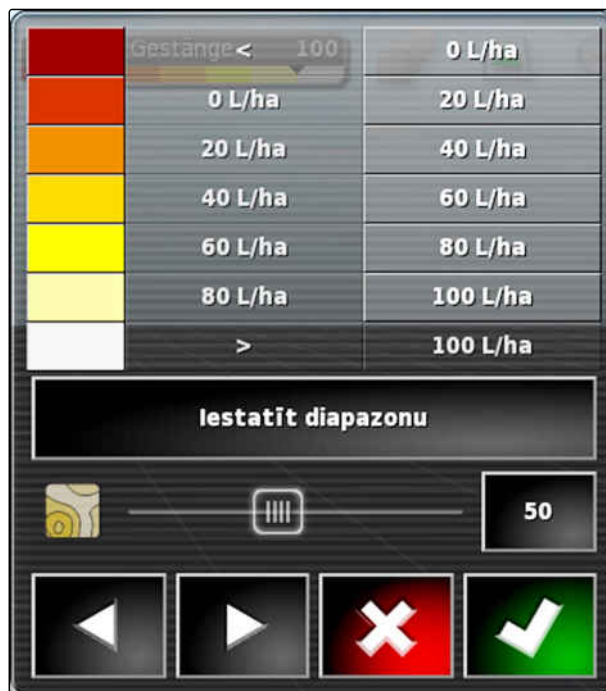 Gestänge < 100 0 L/ha
0 L/ha 20 L/ha
20 L/ha 40 L/ha
40 L/ha 60 L/ha
60 L/ha 80 L/ha
80 L/ha 100 L/ha
> 100 L/ha
Iestatīt diapazonu
50